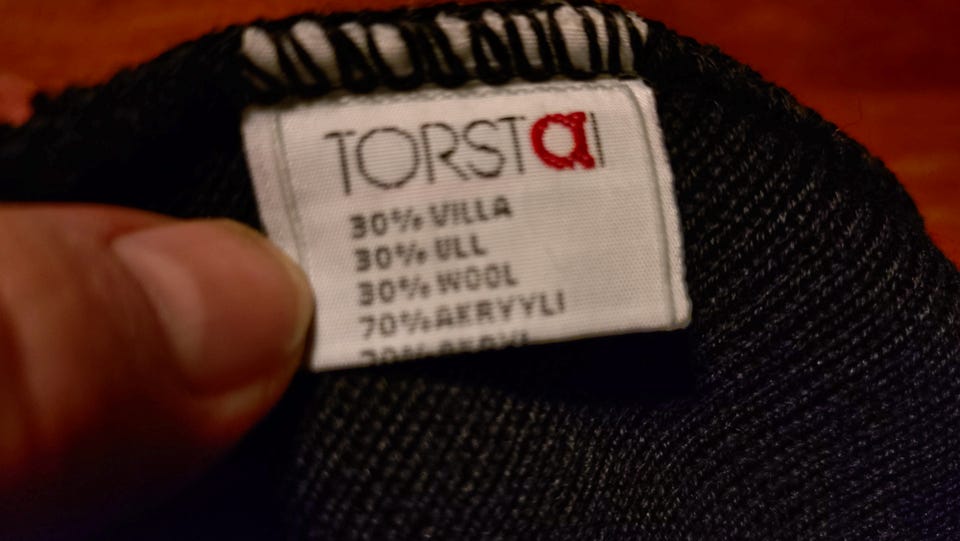 TORSTaI
30% VILLA
30% ULL
30% WOOL
70% AKRYYLI